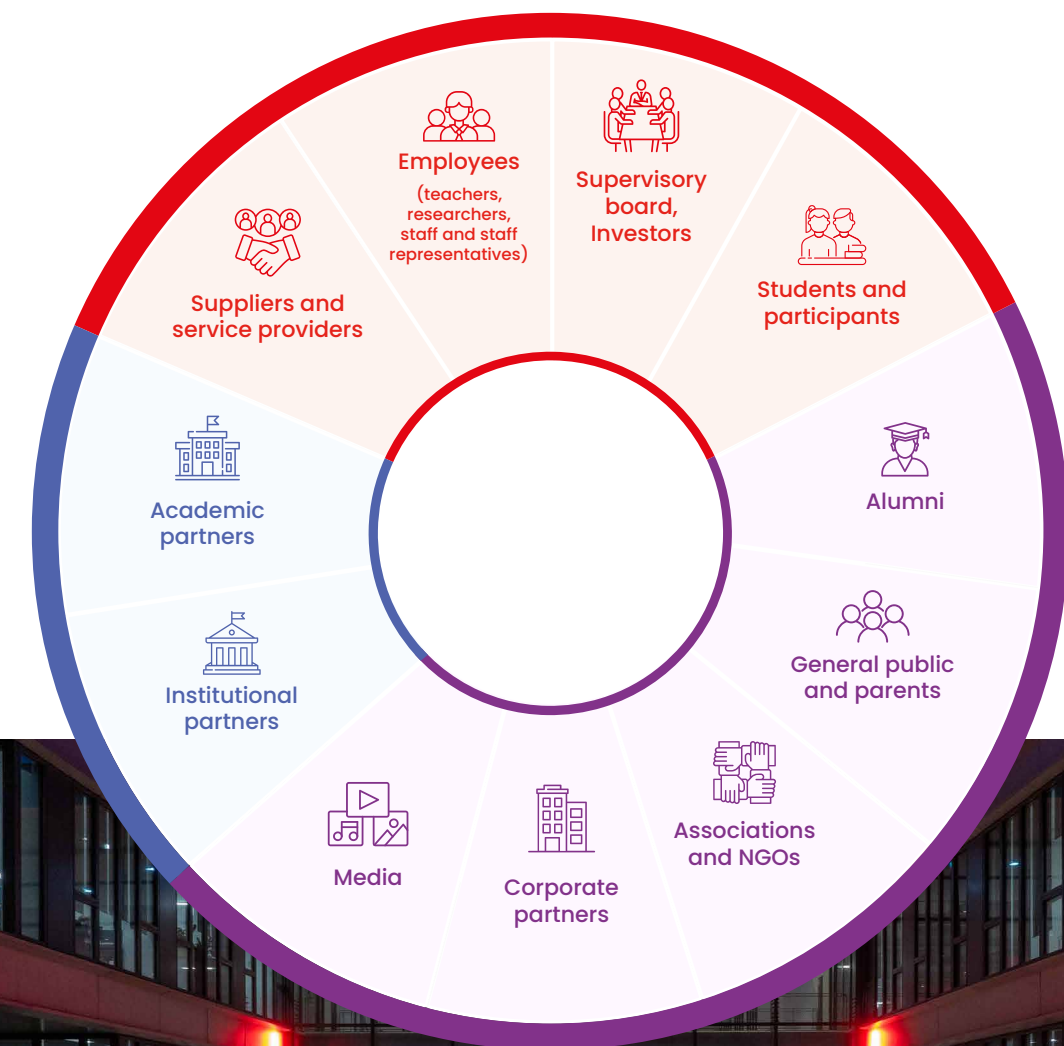 Employees
(teachers,
researchers,
staff and staff
representatives)
Supervisory
board,
Investors
Students and
participants
Suppliers and
service providers
Alumni
Academic
partners
General public
and parents
Institutional
partners
Associations
and NGOs
Media
Corporate
partners